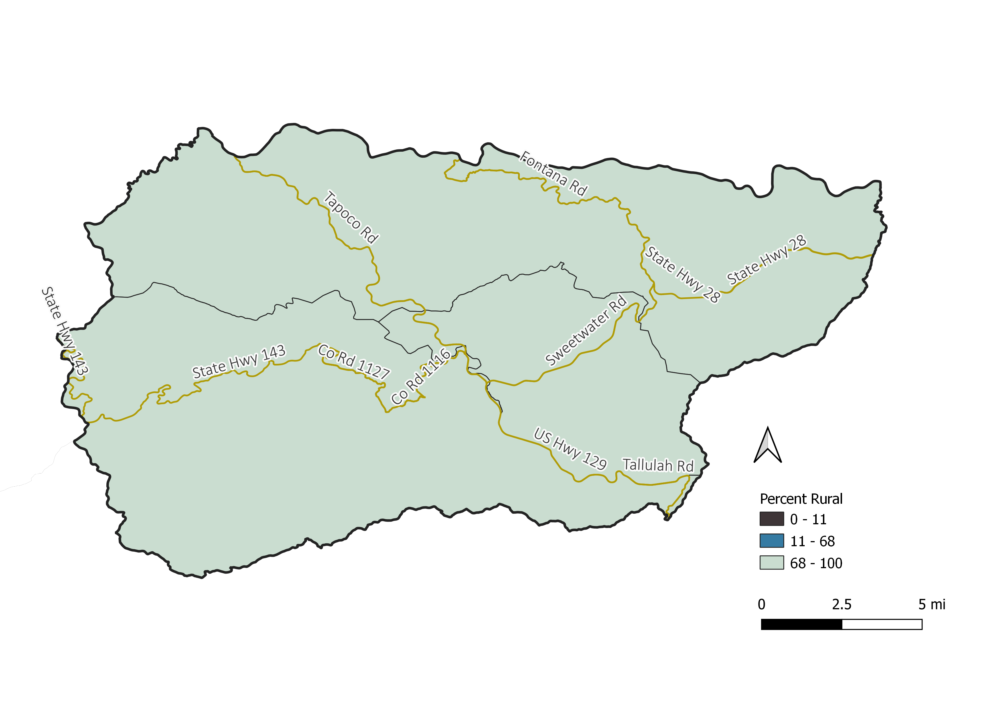 Fontana Rd
Tapoco Rd
State Hwy 28
State Hwy 28
State Hwy 143
Sweetwater Rd
State Hwy 143
Co Rd 1127
Co Rd 1116
US Hwy 129
Tallulah Rd
Percent Rural
0 - 11
11 - 68
68 - 100
0 2.5 5 mi